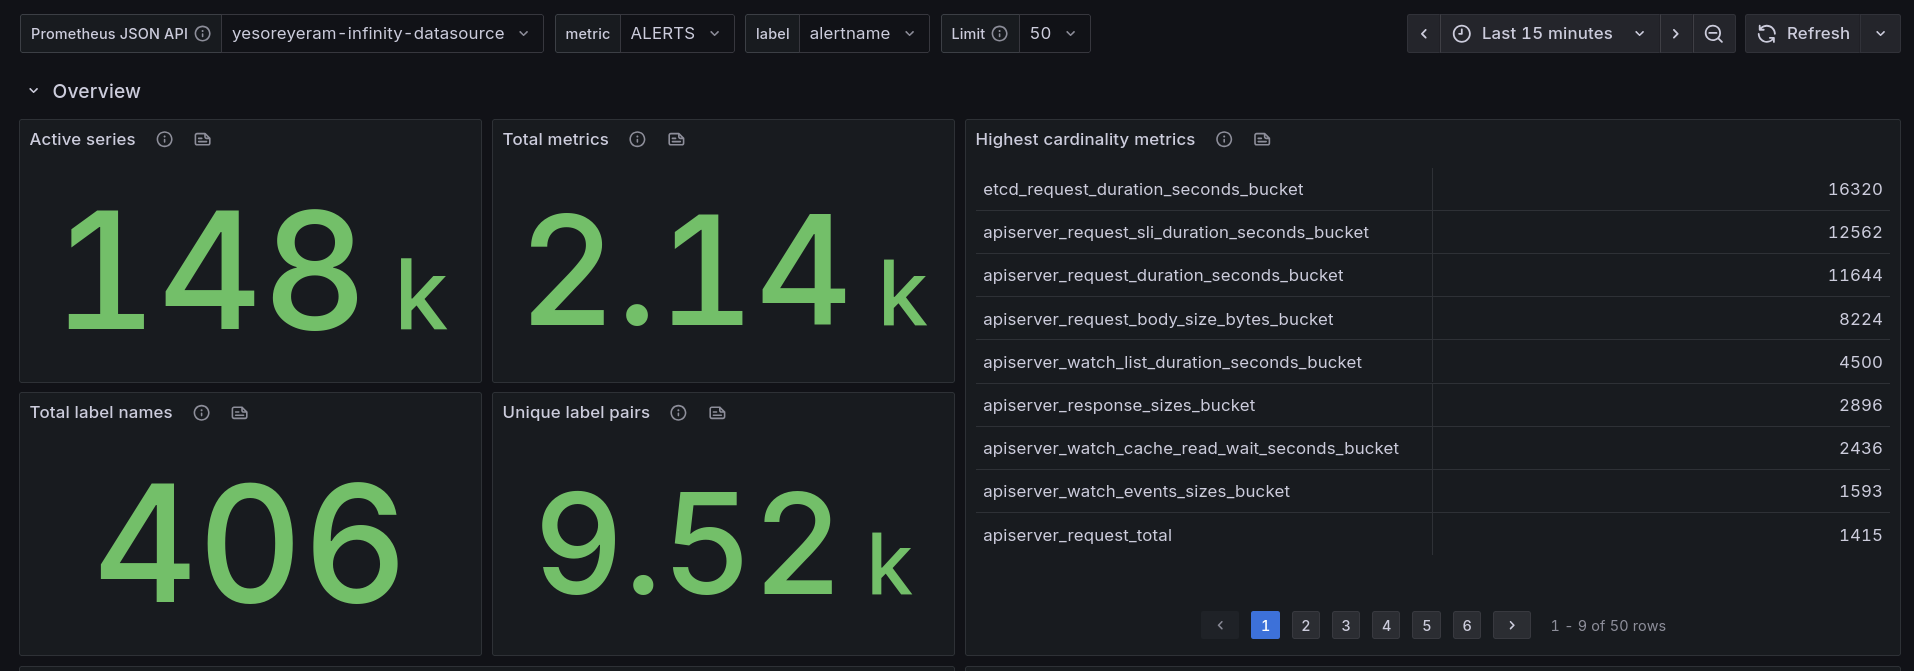 Prometheus JSON API yesoreyeram-infinity-datasource metric ALERTS label alertname Limit 50 Last 15 minutes Refresh
Overview
Active series
148 k
Total metrics
2.14 k
Total label names
406
Unique label pairs
9.52 k
Highest cardinality metrics
etcd_request_duration_seconds_bucket 16320
apiserver_request_sli_duration_seconds_bucket 12562
apiserver_request_duration_seconds_bucket 11644
apiserver_request_body_size_bytes_bucket 8224
apiserver_watch_list_duration_seconds_bucket 4500
apiserver_response_sizes_bucket 2896
apiserver_watch_cache_read_wait_seconds_bucket 2436
apiserver_watch_events_sizes_bucket 1593
apiserver_request_total 1415
1 2 3 4 5 6 1 - 9 of 50 rows